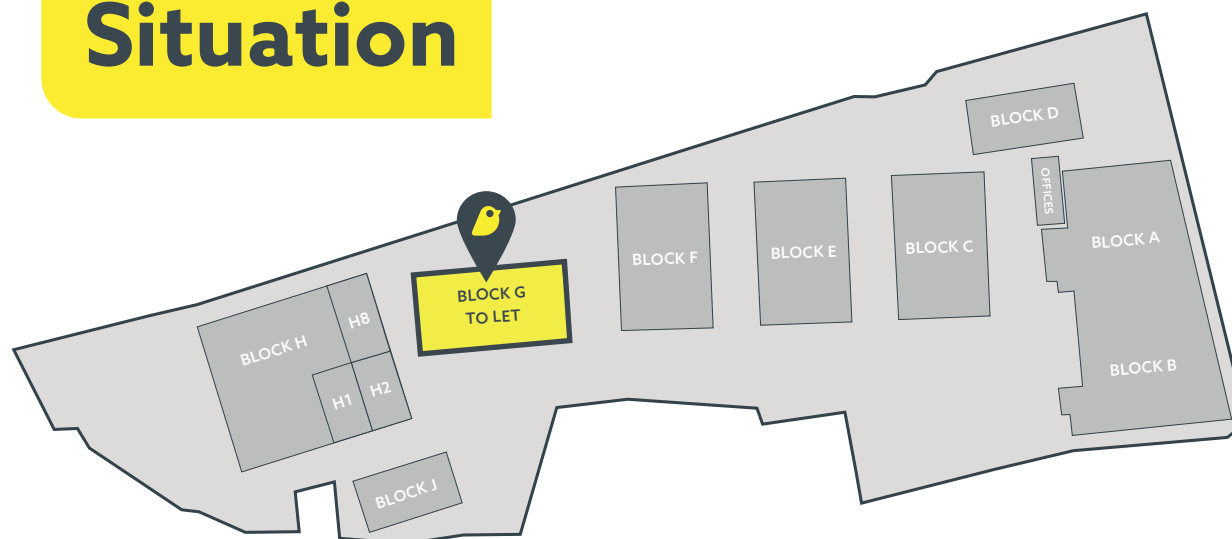 Situation
BLOCK D
OFFICES
BLOCK A
BLOCK C
BLOCK E
BLOCK F
BLOCK G
TO LET
H8
BLOCK H
BLOCK B
H2
H1
BLOCK J